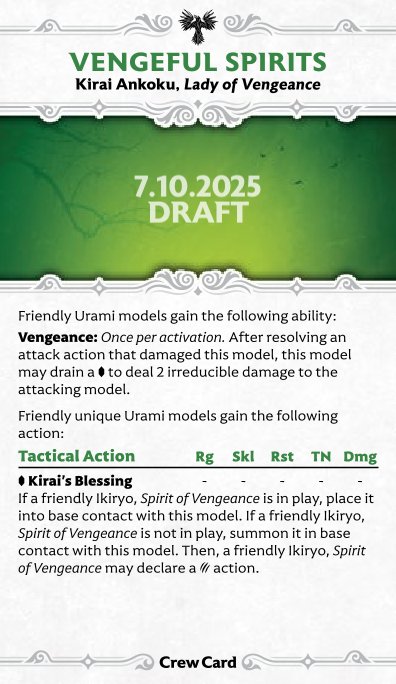 VENGEFUL SPIRITS
Kirai Ankoku, Lady of Vengeance
7.10.2025
DRAFT
Friendly Urami models gain the following ability:
Vengeance: Once per activation. After resolving an
attack action that damaged this model, this model
may drain a ⬮ to deal 2 irreducible damage to the
attacking model.
Friendly unique Urami models gain the following
action:
Tactical Action Rg Skl Rst TN Dmg
⬮ Kirai's Blessing - - - - -
If a friendly Ikiryo, Spirit of Vengeance is in play, place it
into base contact with this model. If a friendly Ikiryo,
Spirit of Vengeance is not in play, summon it in base
contact with this model. Then, a friendly Ikiryo, Spirit
of Vengeance may declare a action.
Crew Card